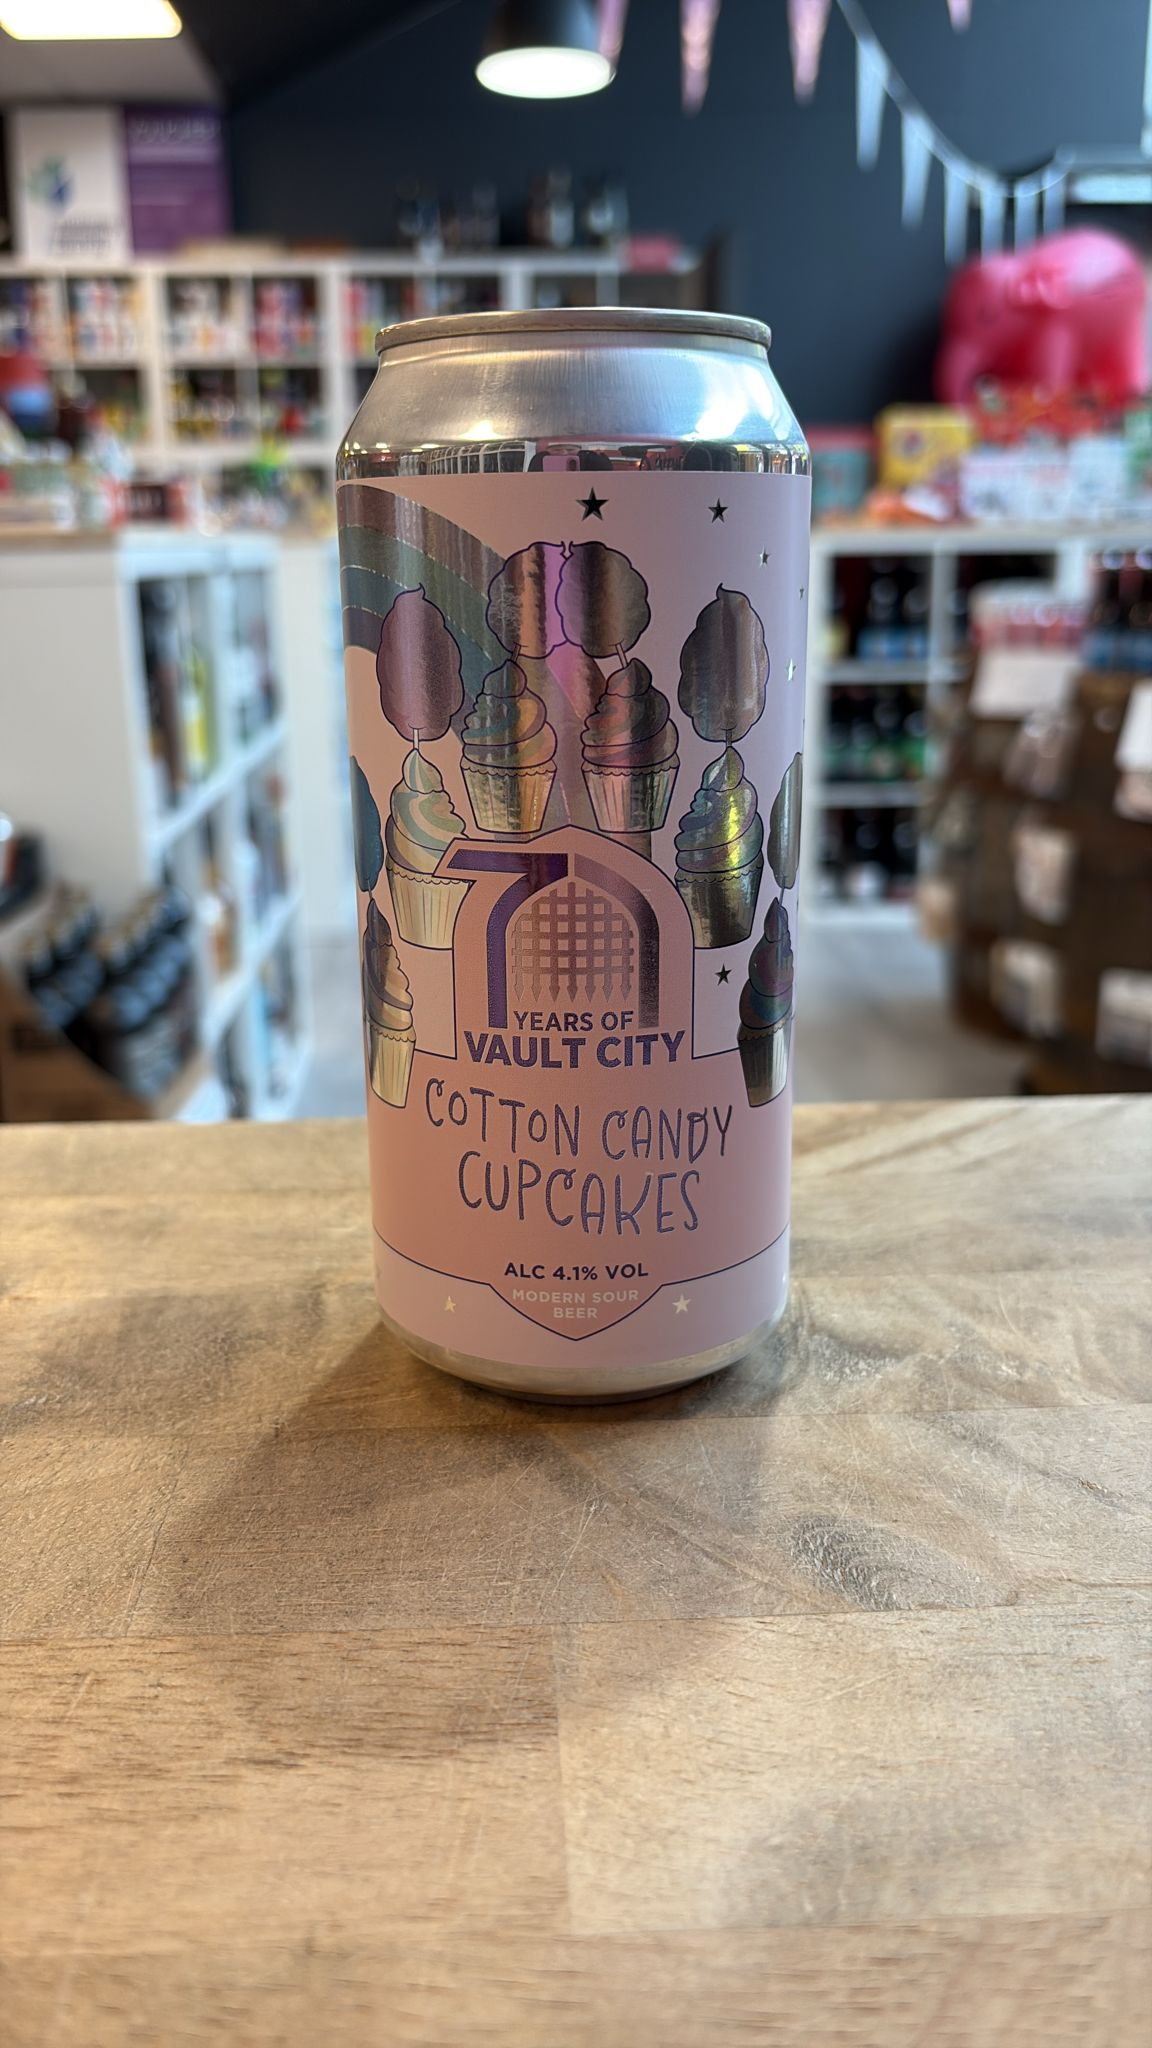 7
YEARS OF
VAULT CITY
COTTON CANDY
CUPCAKES
ALC 4.1% VOL
MODERN SOUR
BEER